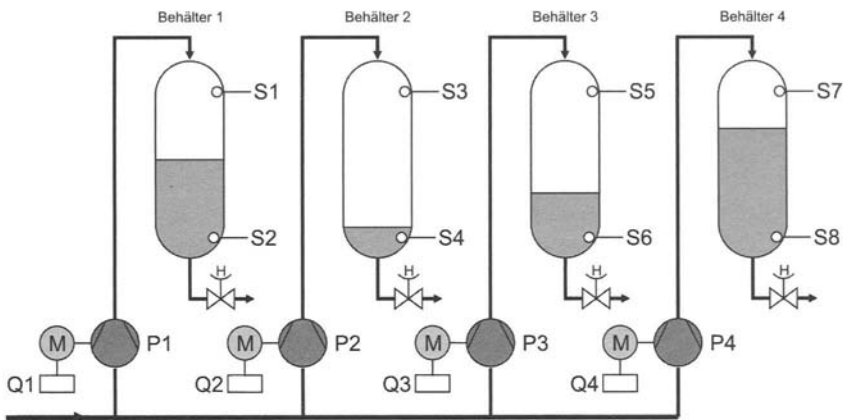 Behälter 1 Behälter 2 Behälter 3 Behälter 4
S1 S3 S5 S7
S2 S4 S6 S8
H H H H
M P1 M P2 M P3 M P4
Q1 Q2 Q3 Q4